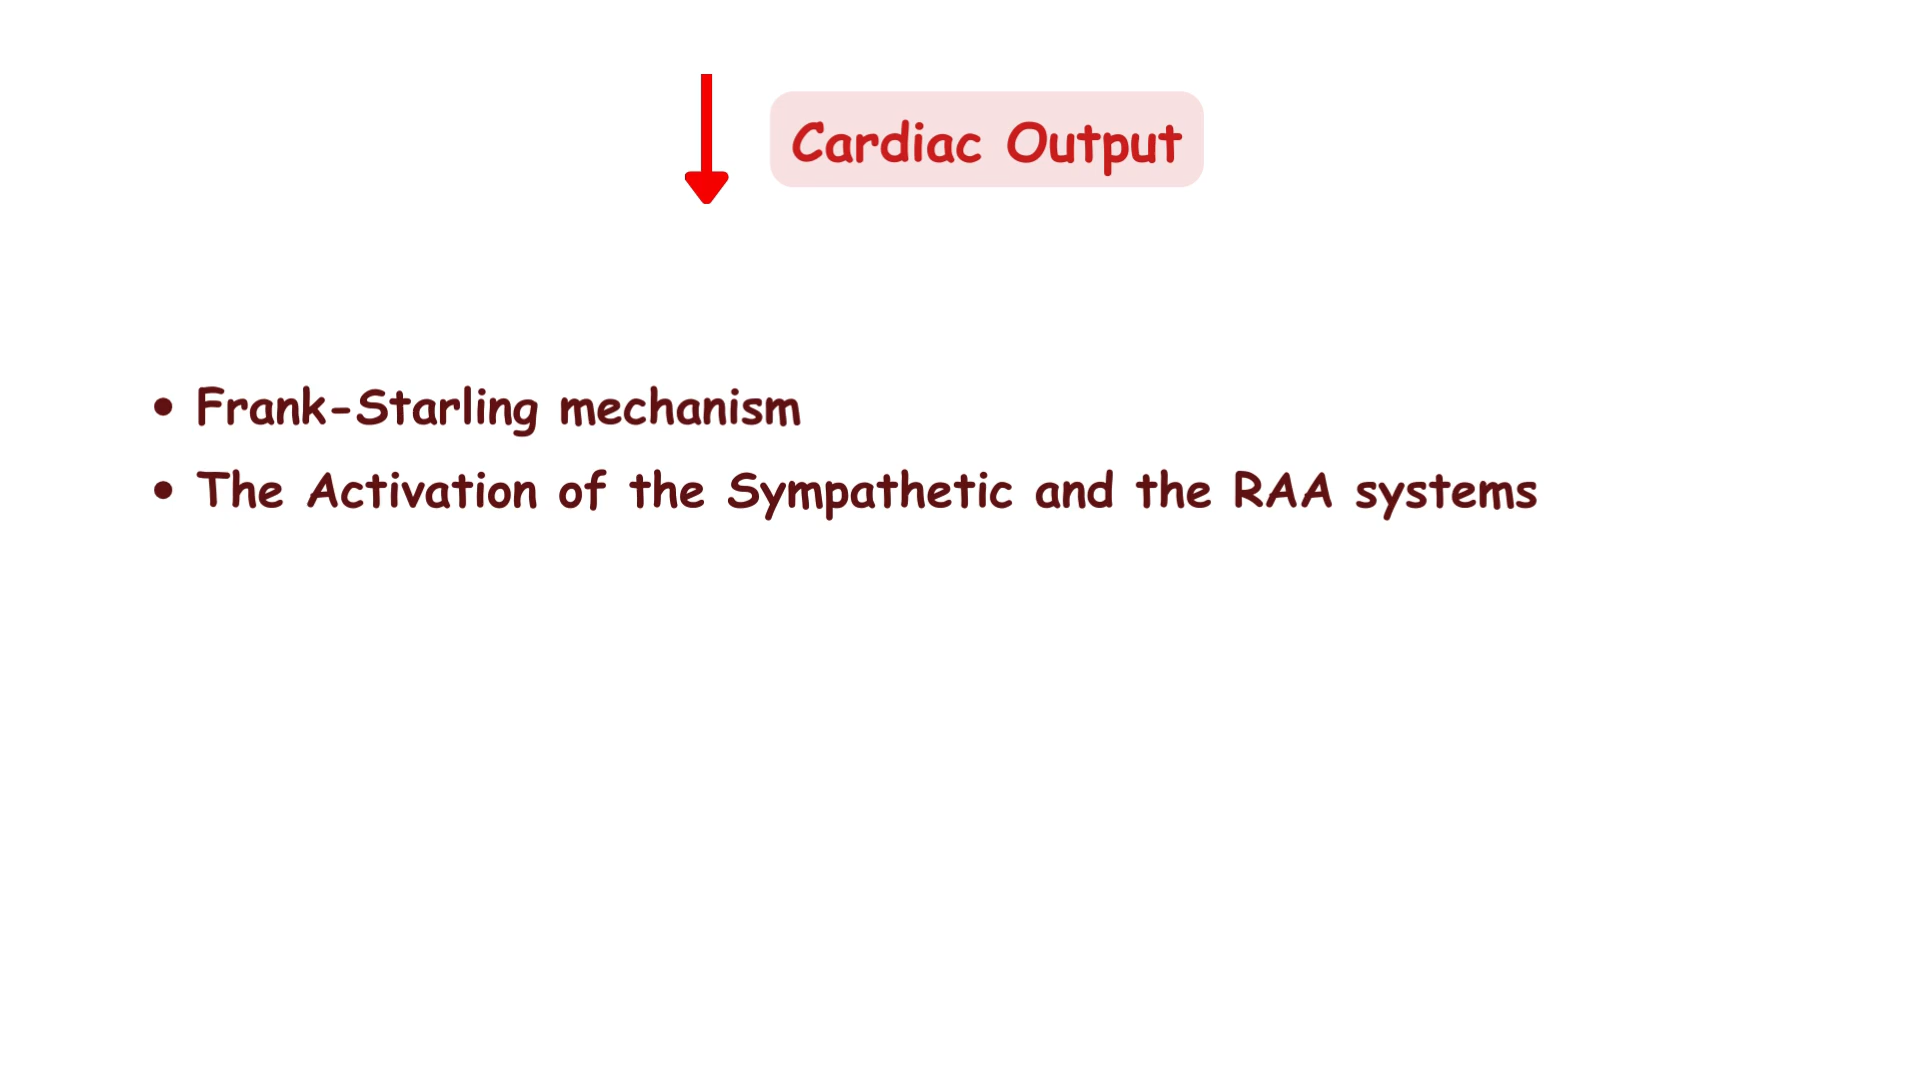 Cardiac Output
• Frank-Starling mechanism
• The Activation of the Sympathetic and the RAA systems